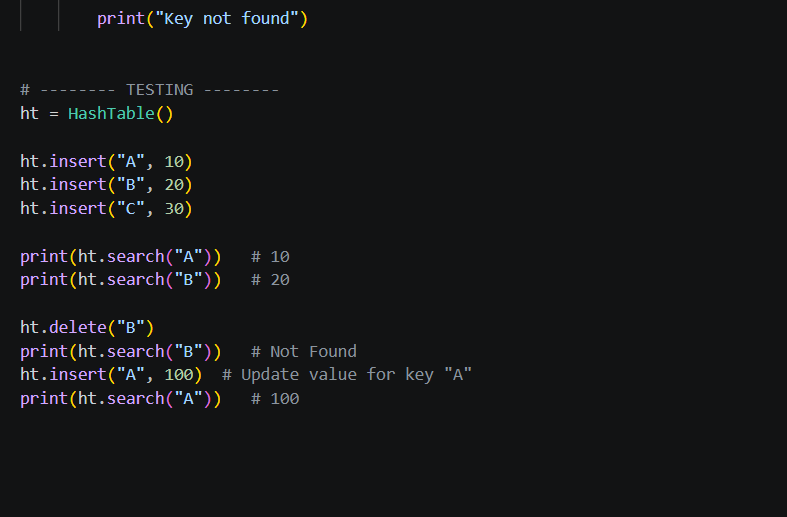 print("Key not found")
# -------- TESTING --------
ht = HashTable()
ht.insert("A", 10)
ht.insert("B", 20)
ht.insert("C", 30)
print(ht.search("A"))   # 10
print(ht.search("B"))   # 20
ht.delete("B")
print(ht.search("B"))   # Not Found
ht.insert("A", 100)  # Update value for key "A"
print(ht.search("A"))   # 100